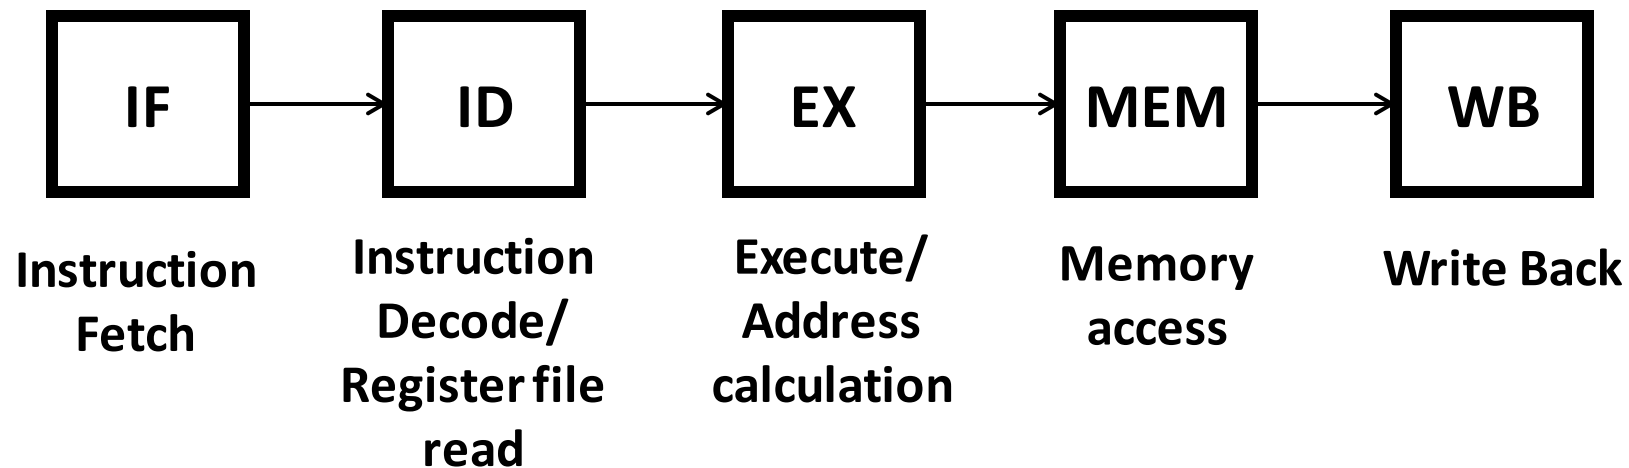 IF
ID
EX
MEM
WB
Instruction
Fetch
Instruction
Decode/
Register file
read
Execute/
Address
calculation
Memory
access
Write Back